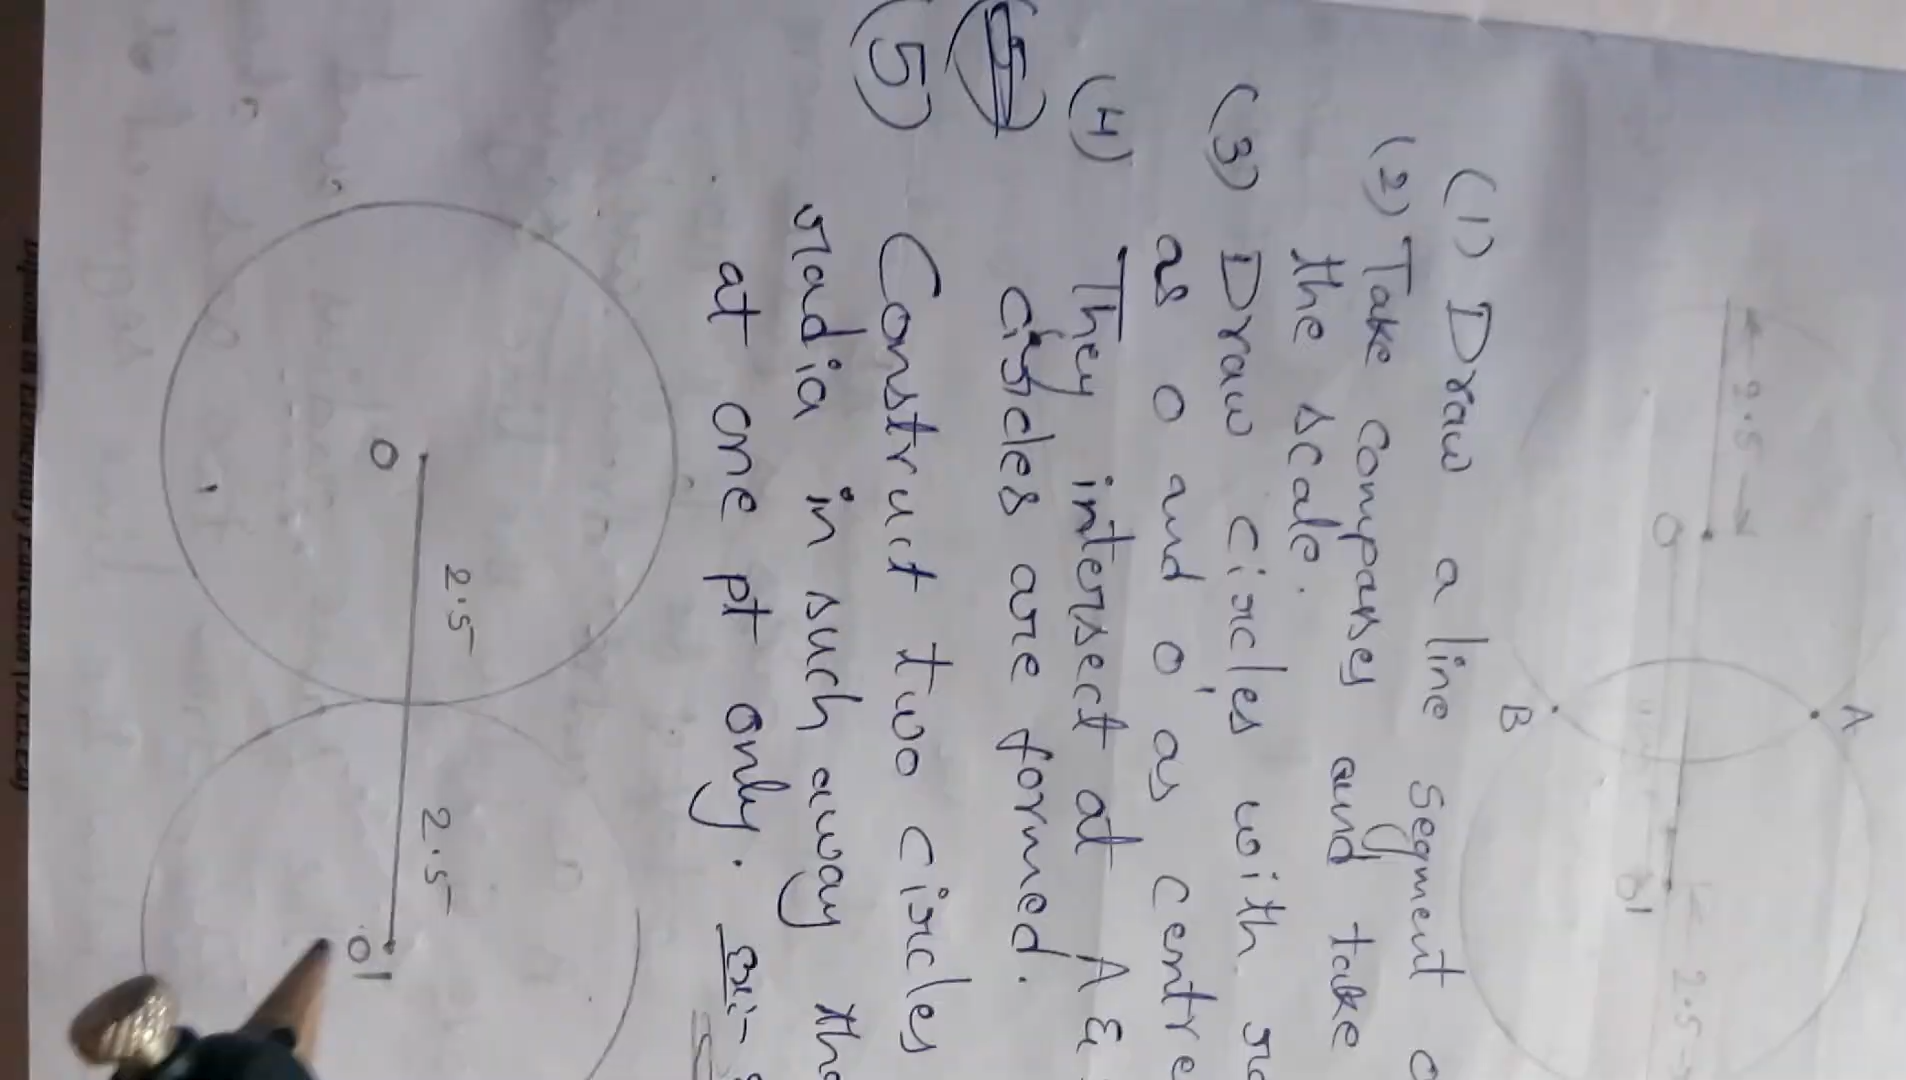 ← 2.5 →
O
O'
2.5
A
B
(1) Draw a line segment
(2) Take compasses and take
the scale.
(3) Draw circles with
as O and O' as centre
(4) They intersect at A &
circles are formed.
(5) Construct two circles
radia in such away tha
at one pt only.
O
2.5
2.5
O'